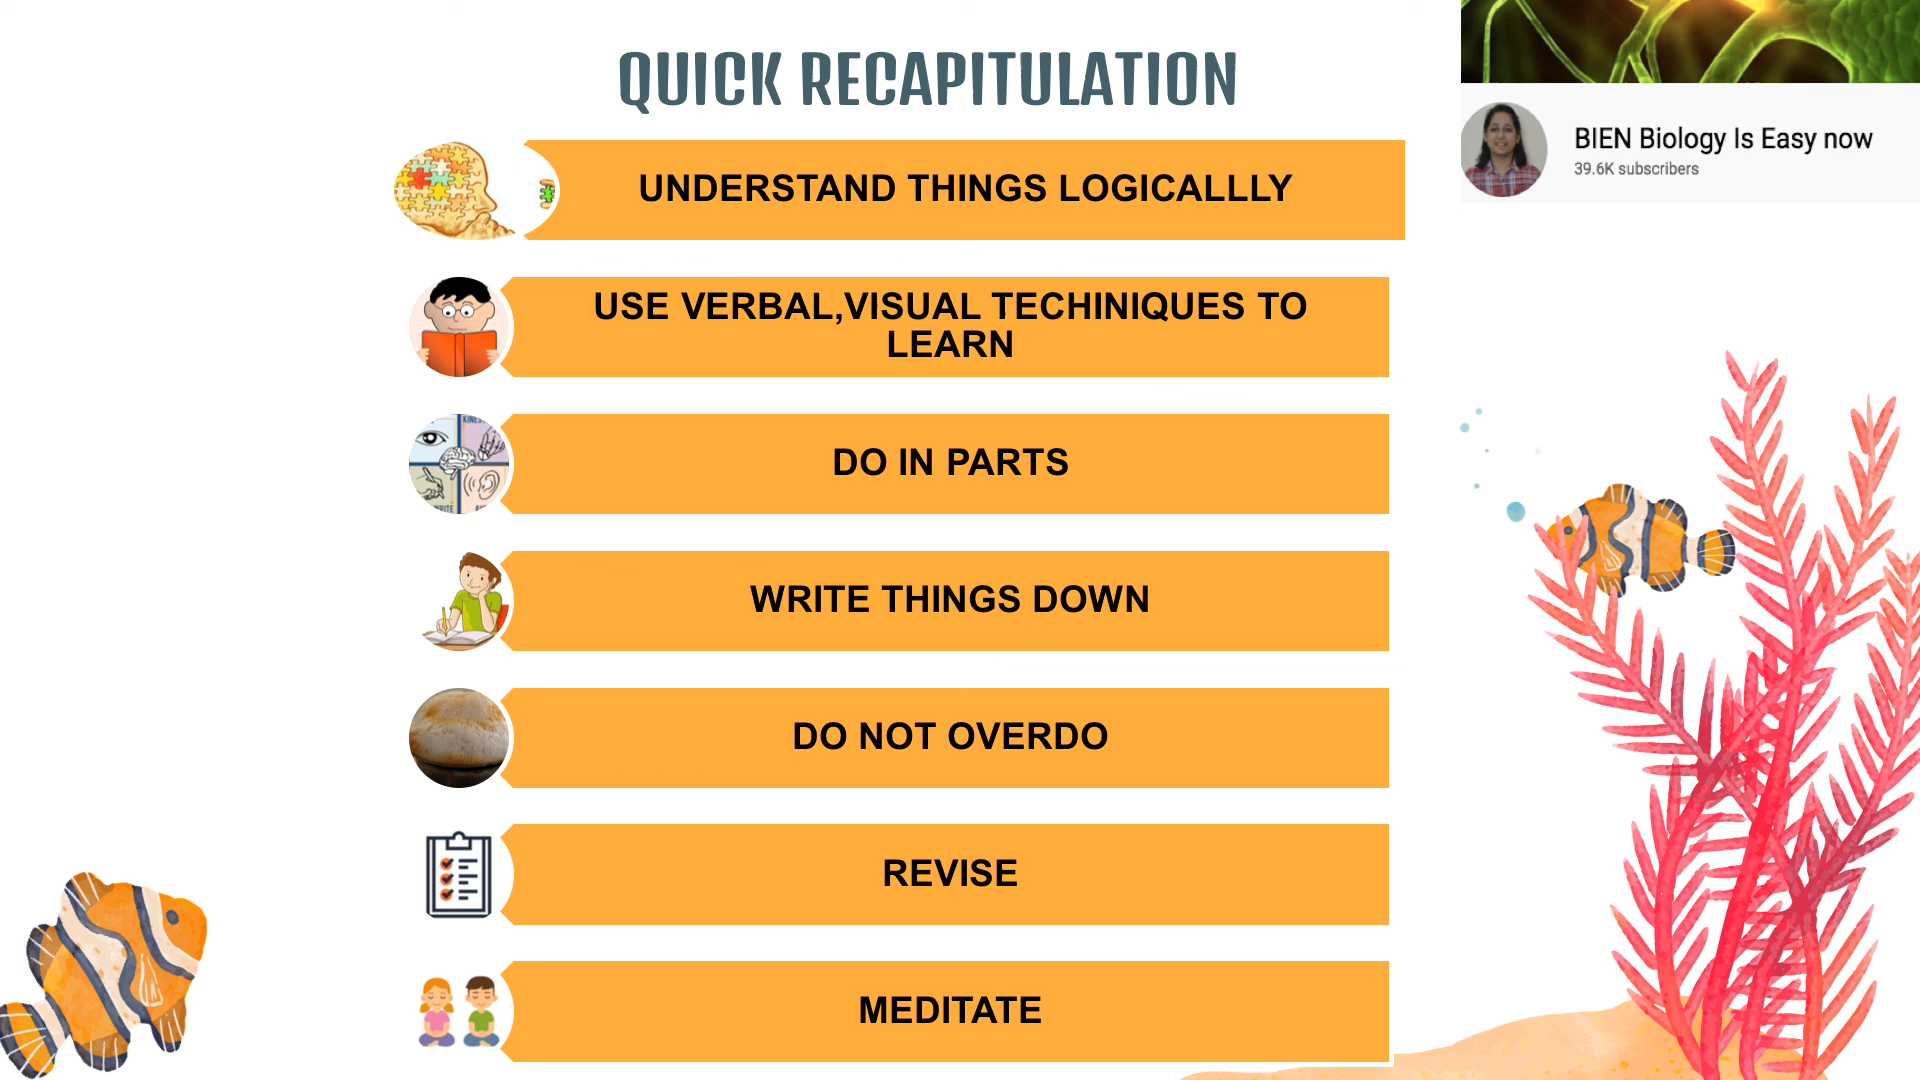 QUICK RECAPITULATION
BIEN Biology Is Easy now
39.6K subscribers
UNDERSTAND THINGS LOGICALLLY
USE VERBAL,VISUAL TECHINIQUES TO
LEARN
DO IN PARTS
WRITE THINGS DOWN
DO NOT OVERDO
REVISE
MEDITATE